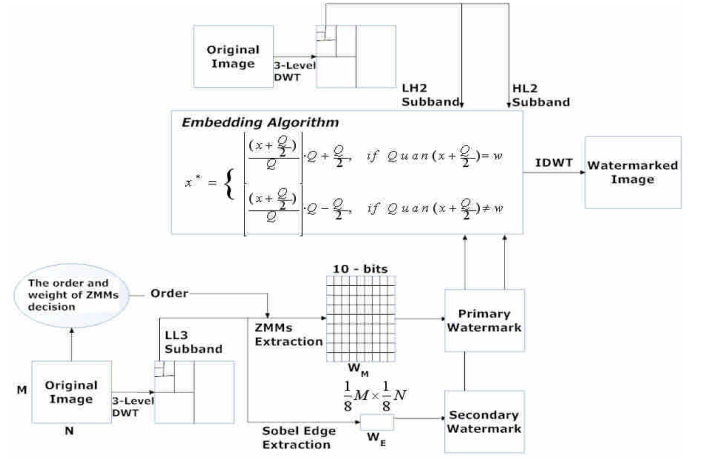 Original
Image
3-Level
DWT
LH2
Subband
HL2
Subband
Embedding Algorithm
x* = { ⌊(x + Q/2)/Q⌋·Q + Q/2, if Quan(x + Q/2) = w
⌊(x + Q/2)/Q⌋·Q − Q/2, if Quan(x + Q/2) ≠ w
IDWT
Watermarked
Image
The order and
weight of ZMMs
decision
Order
10 - bits
ZMMs
Extraction
Primary
Watermark
LL3
Subband
W_M
M
Original
Image
N
3-Level
DWT
1/8 M × 1/8 N
Sobel Edge
Extraction
W_E
Secondary
Watermark